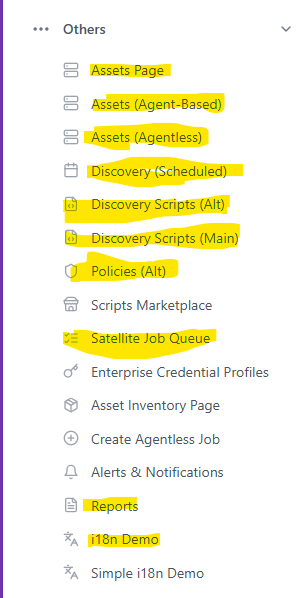 Others
Assets Page
Assets (Agent-Based)
Assets (Agentless)
Discovery (Scheduled)
Discovery Scripts (Alt)
Discovery Scripts (Main)
Policies (Alt)
Scripts Marketplace
Satellite Job Queue
Enterprise Credential Profiles
Asset Inventory Page
Create Agentless Job
Alerts & Notifications
Reports
i18n Demo
Simple i18n Demo